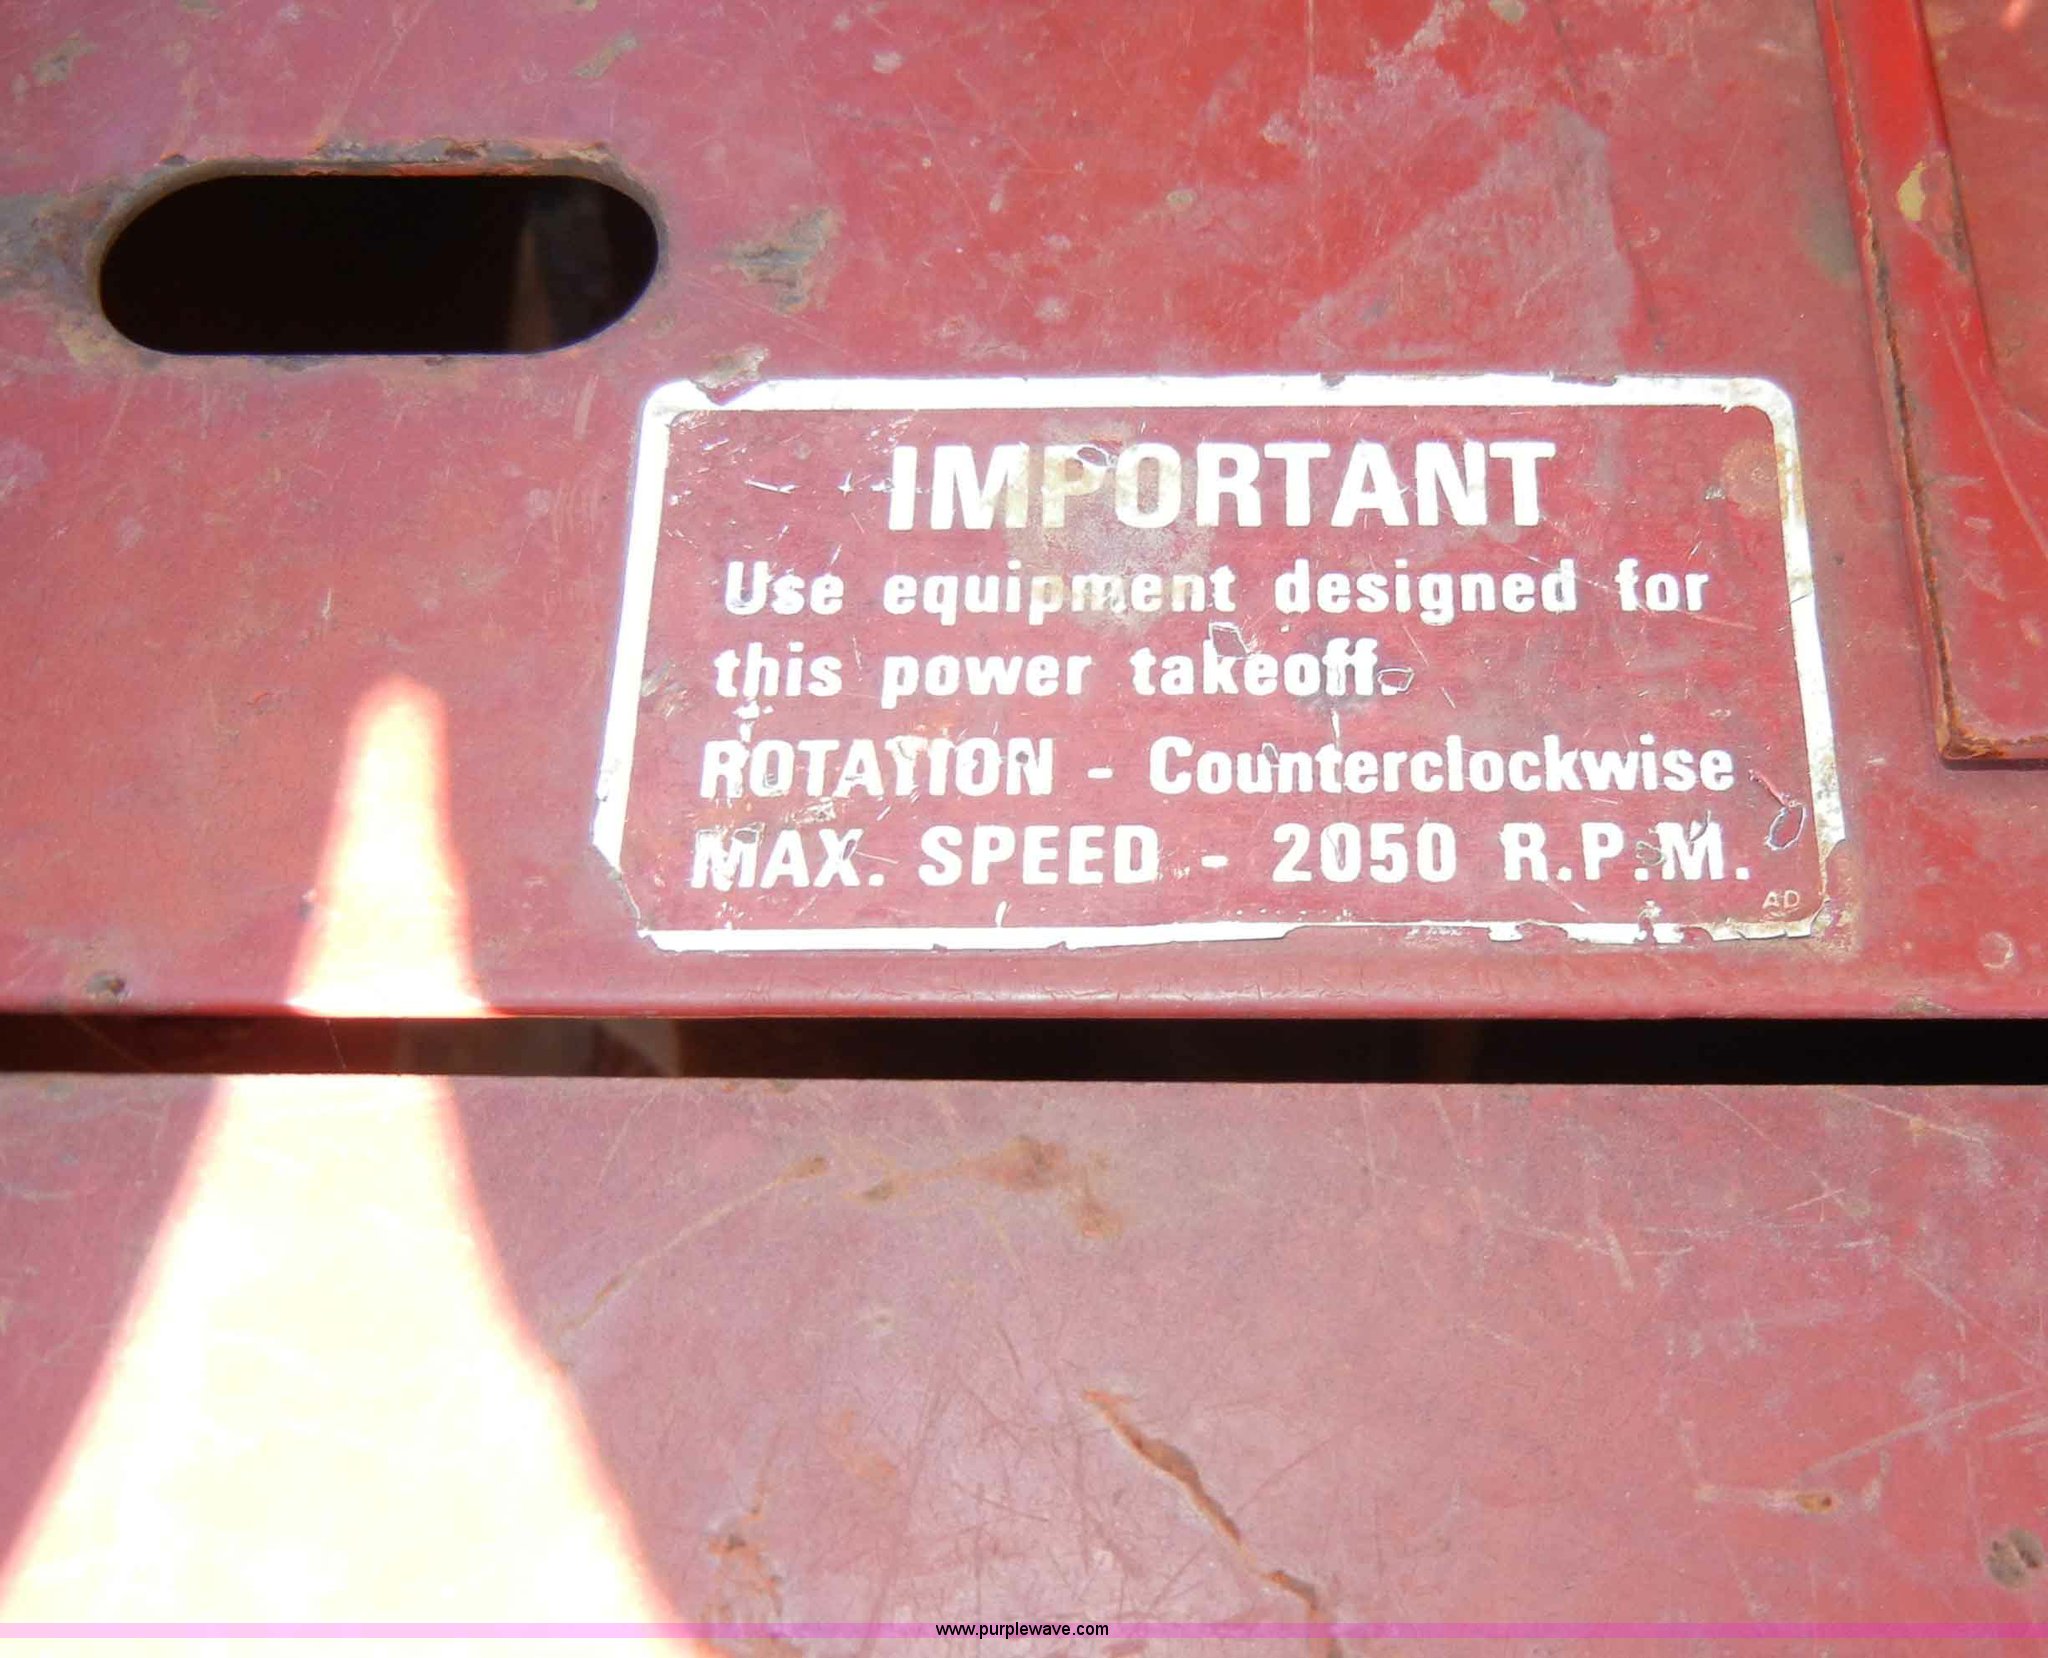 IMPORTANT
Use equipment designed for
this power takeoff.
ROTATION - Counterclockwise
MAX. SPEED - 2050 R.P.M.
AD
www.purplewave.com